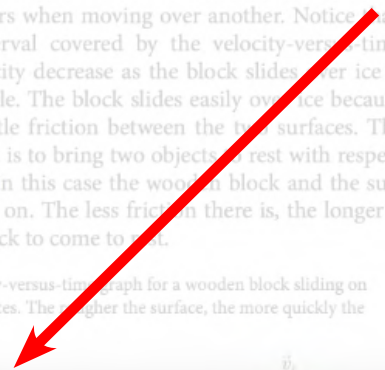 rs when moving over another. Notice
rval covered by the velocity-versus-tim
ity decrease as the block slides over ice
le. The block slides easily over ice becau
tle friction between the two surfaces. T
is to bring two objects to rest with respe
n this case the wooden block and the su
on. The less friction there is, the longer
ck to come to rest.
y-versus-time graph for a wooden block sliding on
ces. The rougher the surface, the more quickly the